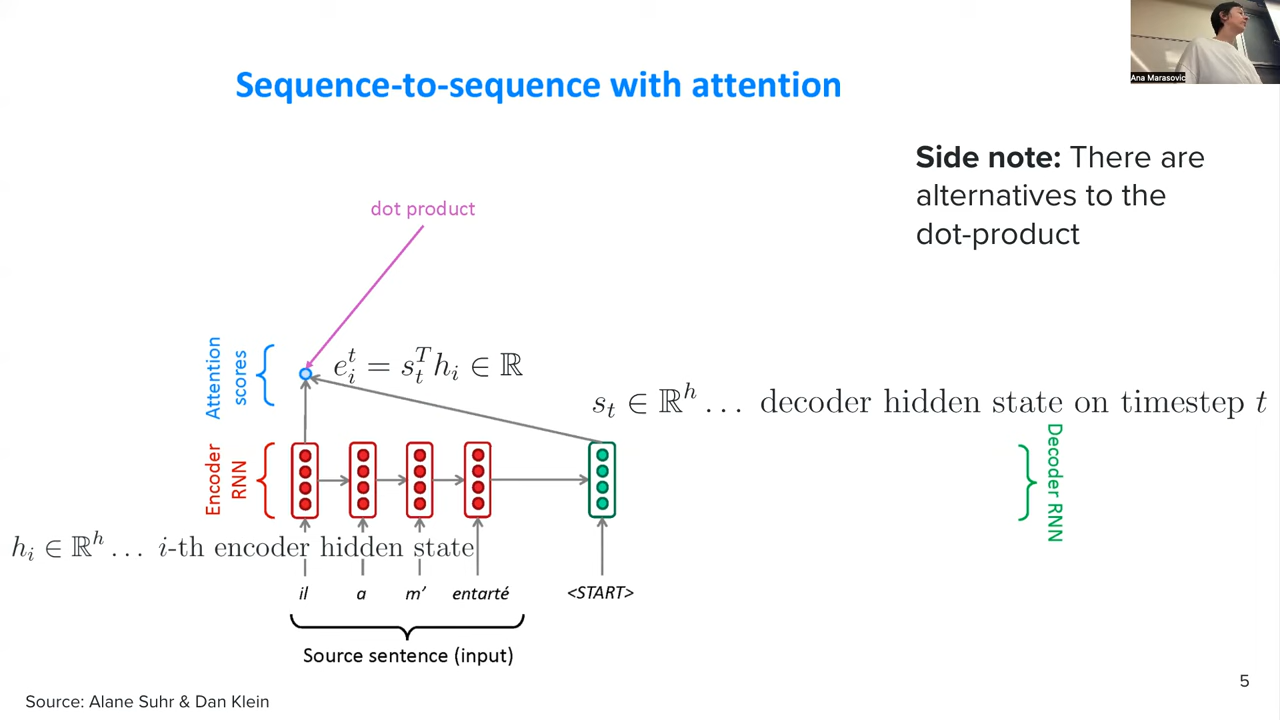 Ana Marasovic
Sequence-to-sequence with attention
Side note: There are
alternatives to the
dot-product
dot product
Attention
scores
e_i^t = s_t^T h_i ∈ ℝ
s_t ∈ ℝ^h … decoder hidden state on timestep t
Encoder
RNN
Decoder RNN
h_i ∈ ℝ^h … i-th encoder hidden state
il a m’ entarté <START>
Source sentence (input)
5
Source: Alane Suhr & Dan Klein